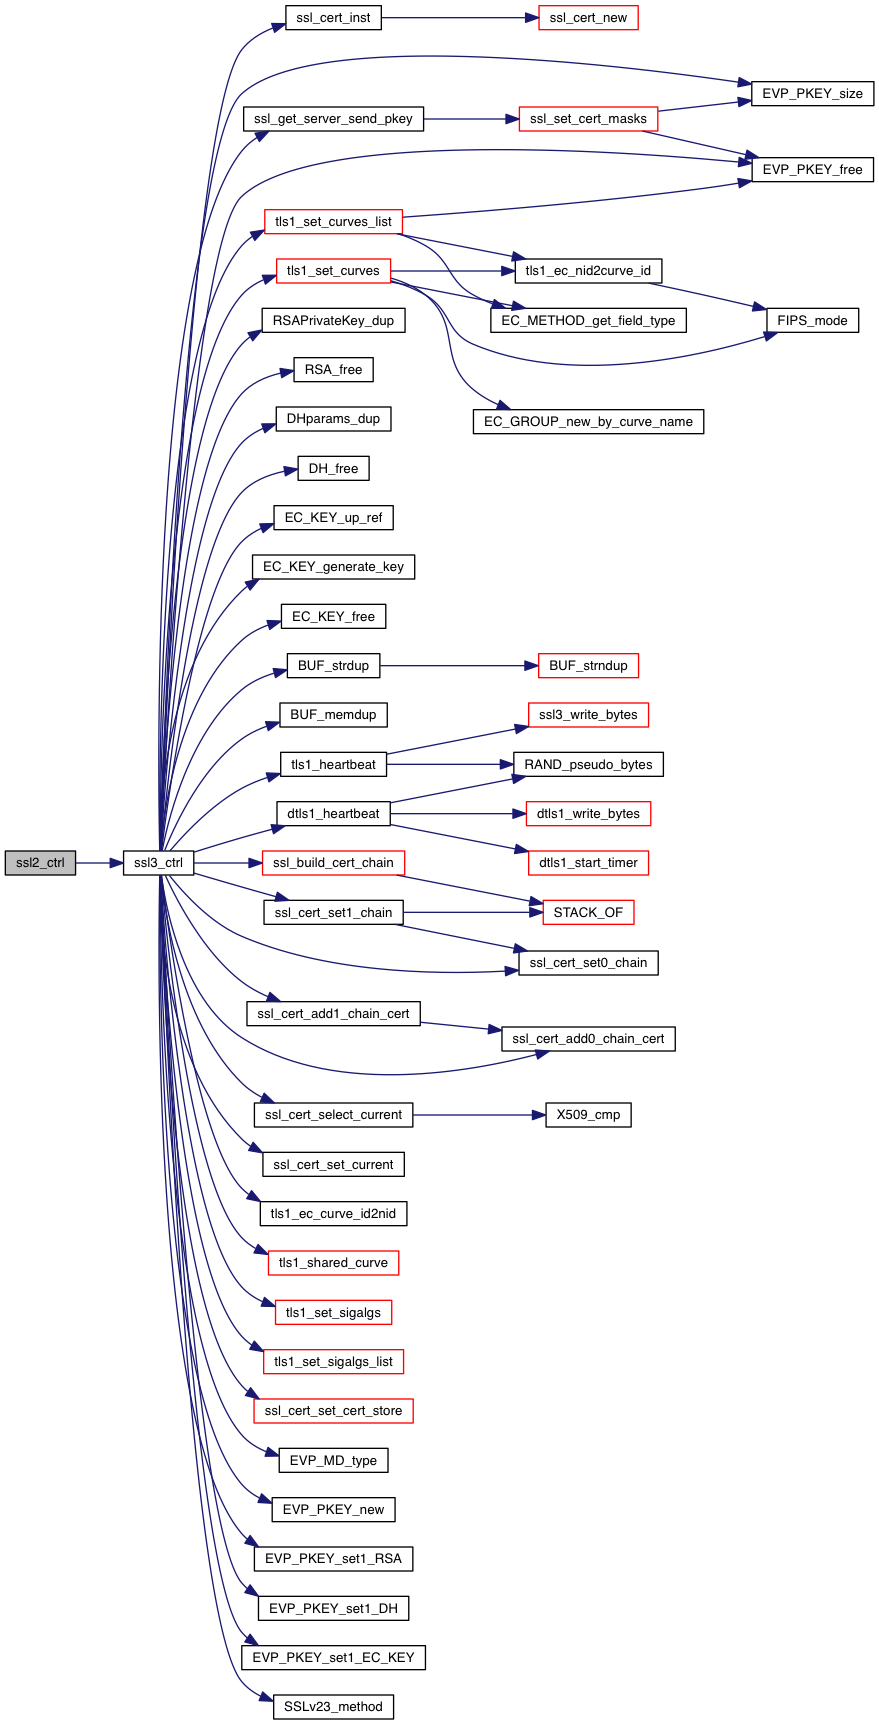 ssl_cert_inst
ssl_cert_new
EVP_PKEY_size
ssl_get_server_send_pkey
ssl_set_cert_masks
EVP_PKEY_free
tls1_set_curves_list
tls1_set_curves
tls1_ec_nid2curve_id
RSAPrivateKey_dup
EC_METHOD_get_field_type
FIPS_mode
RSA_free
DHparams_dup
EC_GROUP_new_by_curve_name
DH_free
EC_KEY_up_ref
EC_KEY_generate_key
EC_KEY_free
BUF_strdup
BUF_strndup
BUF_memdup
ssl3_write_bytes
tls1_heartbeat
RAND_pseudo_bytes
dtls1_heartbeat
dtls1_write_bytes
ssl2_ctrl
ssl3_ctrl
ssl_build_cert_chain
dtls1_start_timer
ssl_cert_set1_chain
STACK_OF
ssl_cert_set0_chain
ssl_cert_add1_chain_cert
ssl_cert_add0_chain_cert
ssl_cert_select_current
X509_cmp
ssl_cert_set_current
tls1_ec_curve_id2nid
tls1_shared_curve
tls1_set_sigalgs
tls1_set_sigalgs_list
ssl_cert_set_cert_store
EVP_MD_type
EVP_PKEY_new
EVP_PKEY_set1_RSA
EVP_PKEY_set1_DH
EVP_PKEY_set1_EC_KEY
SSLv23_method